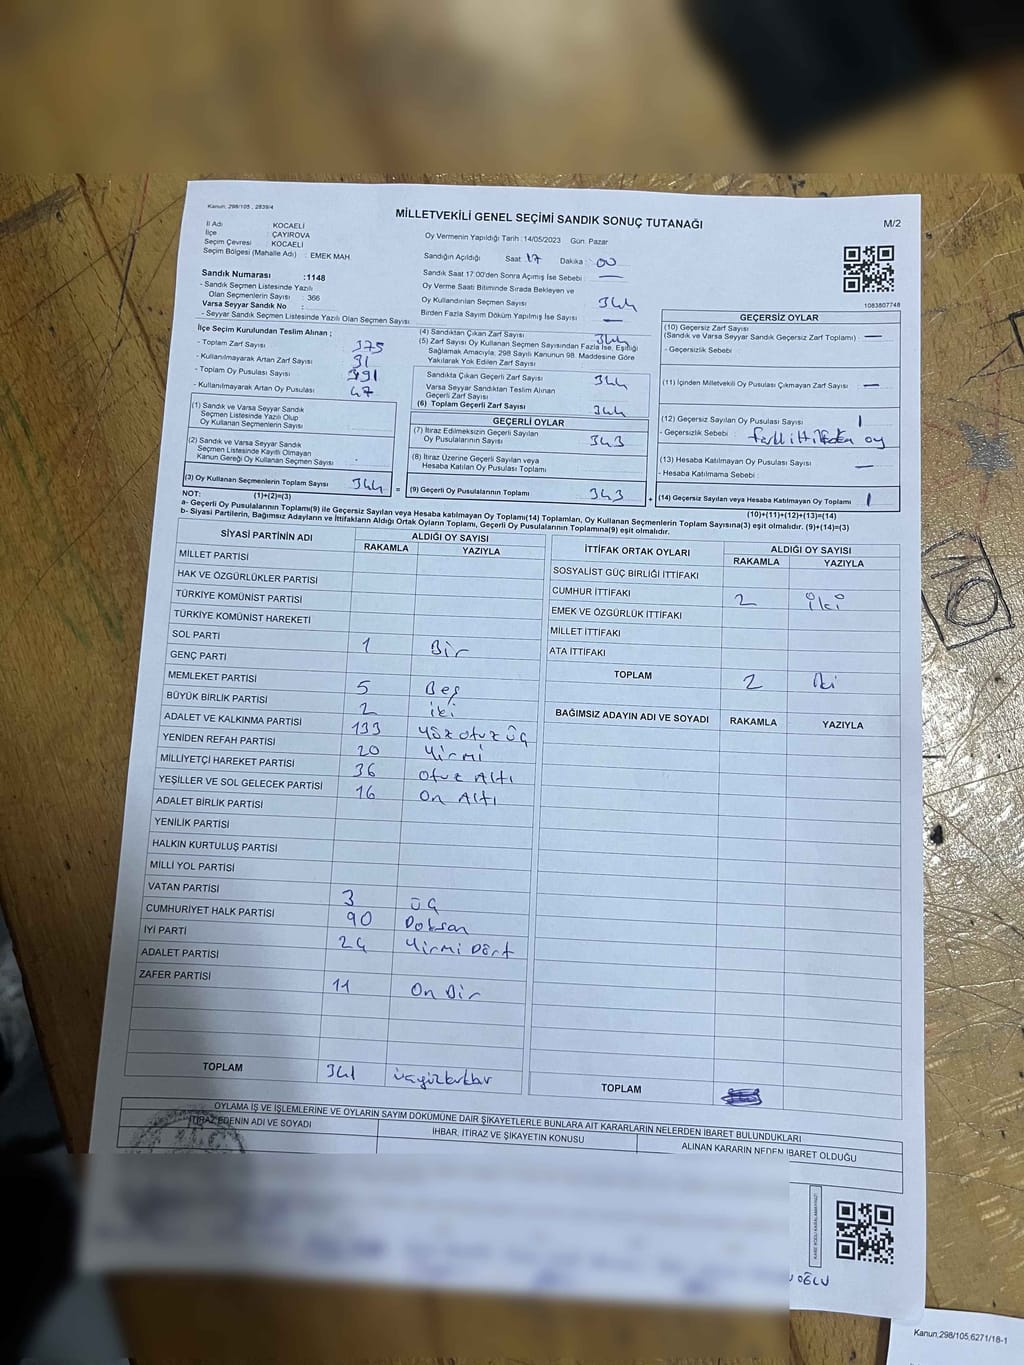 Kanun; 298/105 , 2839/4
MİLLETVEKİLİ GENEL SEÇİMİ SANDIK SONUÇ TUTANAĞI
M/2
İl Adı KOCAELİ
İlçe : ÇAYIROVA
Seçim Çevresi : KOCAELİ
Seçim Bölgesi (Mahalle Adı) : EMEK MAH
Oy Vermenin Yapıldığı Tarih :14/05/2023 Gün: Pazar
Sandığın Açıldığı Saat 17 Dakika : 00
Sandık Saat 17:00'den Sonra Açımış İse Sebebi : —
Oy Verme Saati Bitiminde Sırada Bekleyen ve
Oy Kullandırılan Seçmen Sayısı 344
Birden Fazla Sayım Döküm Yapılmış İse Sayısı : —
1083807748
Sandık Numarası :1148
- Sandık Seçmen Listesinde Yazılı
Olan Seçmenlerin Sayısı : 366
Varsa Seyyar Sandık No :
- Seyyar Sandık Seçmen Listesinde Yazılı Olan Seçmen Sayısı :
İlçe Seçim Kurulundan Teslim Alınan ;
- Toplam Zarf Sayısı : 375
- Kullanılmayarak Artan Zarf Sayısı : 31
- Toplam Oy Pusulası Sayısı : 391
- Kullanılmayarak Artan Oy Pusulası : 47
(1) Sandık ve Varsa Seyyar Sandık
Seçmen Listesinde Yazılı Olup
Oy Kullanan Seçmenlerin Sayısı
(2) Sandık ve Varsa Seyyar Sandık
Seçmen Listesinde Kayıtlı Olmayan
Kanun Gereği Oy Kullanan Seçmen Sayısı
(3) Oy Kullanan Seçmenlerin Toplam Sayısı 344
(1)+(2)=(3)
(4) Sandıktan Çıkan Zarf Sayısı 344
(5) Zarf Sayısı Oy Kullanan Seçmen Sayısından Fazla İse, Eşitliği
Sağlamak Amacıyla, 298 Sayılı Kanunun 98. Maddesine Göre
Yakılarak Yok Edilen Zarf Sayısı
Sandıkta Çıkan Geçerli Zarf Sayısı 344
Varsa Seyyar Sandıktan Teslim Alınan
Geçerli Zarf Sayısı
(6) Toplam Geçerli Zarf Sayısı 344
GEÇERLİ OYLAR
(7) İtiraz Edilmeksizin Geçerli Sayılan
Oy Pusulalarının Sayısı 343
(8) İtiraz Üzerine Geçerli Sayılan veya
Hesaba Katılan Oy Pusulası Toplamı
= (9) Geçerli Oy Pusulalarının Toplamı 343
GEÇERSİZ OYLAR
(10) Geçersiz Zarf Sayısı
(Sandık ve Varsa Seyyar Sandık Geçersiz Zarf Toplamı) : —
- Geçersizlik Sebebi :
(11) İçinden Milletvekili Oy Pusulası Çıkmayan Zarf Sayısı : —
(12) Geçersiz Sayılan Oy Pusulası Sayısı : 1
- Geçersizlik Sebebi : oy
(13) Hesaba Katılmayan Oy Pusulası Sayısı : —
- Hesaba Katılmama Sebebi :
+ (14) Geçersiz Sayılan veya Hesaba Katılmayan Oy Toplamı 1
(10)+(11)+(12)+(13)=(14)
NOT:
a- Geçerli Oy Pusulalarının Toplamı(9) ile Geçersiz Sayılan veya Hesaba katılmayan Oy Toplamı(14) Toplamları, Oy Kullanan Seçmenlerin Toplam Sayısına(3) eşit olmalıdır. (9)+(14)=(3)
b- Siyasi Partilerin, Bağımsız Adayların ve İttifakların Aldığı Ortak Oyların Toplamı, Geçerli Oy Pusulalarının Toplamına(9) eşit olmalıdır.
SİYASİ PARTİNİN ADI ALDIĞI OY SAYISI
RAKAMLA YAZIYLA
MİLLET PARTİSİ
HAK VE ÖZGÜRLÜKLER PARTİSİ
TÜRKİYE KOMÜNİST PARTİSİ
TÜRKİYE KOMÜNİST HAREKETİ
SOL PARTİ 1 Bir
GENÇ PARTİ
MEMLEKET PARTİSİ 5 Beş
BÜYÜK BİRLİK PARTİSİ 2 iki
ADALET VE KALKINMA PARTİSİ 133 Yüz otuz üç
YENİDEN REFAH PARTİSİ 20 Yirmi
MİLLİYETÇİ HAREKET PARTİSİ 36 Otuz Altı
YEŞİLLER VE SOL GELECEK PARTİSİ 16 On Altı
ADALET BİRLİK PARTİSİ
YENİLİK PARTİSİ
HALKIN KURTULUŞ PARTİSİ
MİLLİ YOL PARTİSİ
VATAN PARTİSİ 3 üç
CUMHURİYET HALK PARTİSİ 90 Doksan
İYİ PARTİ 24 Yirmi Dört
ADALET PARTİSİ
ZAFER PARTİSİ 11 On Bir
TOPLAM 341 üçyüzkırkbir
İTTİFAK ORTAK OYLARI ALDIĞI OY SAYISI
RAKAMLA YAZIYLA
SOSYALİST GÜÇ BİRLİĞİ İTTİFAKI
CUMHUR İTTİFAKI 2 iki
EMEK VE ÖZGÜRLÜK İTTİFAKI
MİLLET İTTİFAKI
ATA İTTİFAKI
TOPLAM 2 iki
BAĞIMSIZ ADAYIN ADI VE SOYADI RAKAMLA YAZIYLA
TOPLAM
OYLAMA İŞ VE İŞLEMLERİNE VE OYLARIN SAYIM DÖKÜMÜNE DAİR ŞİKAYETLERLE BUNLARA AİT KARARLARIN NELERDEN İBARET BULUNDUKLARI
İTİRAZ EDENİN ADI VE SOYADI İHBAR, İTİRAZ VE ŞİKAYETİN KONUSU ALINAN KARARIN NEDEN İBARET OLDUĞU
OĞLU
Kanun;298/105;6271/18-1
10